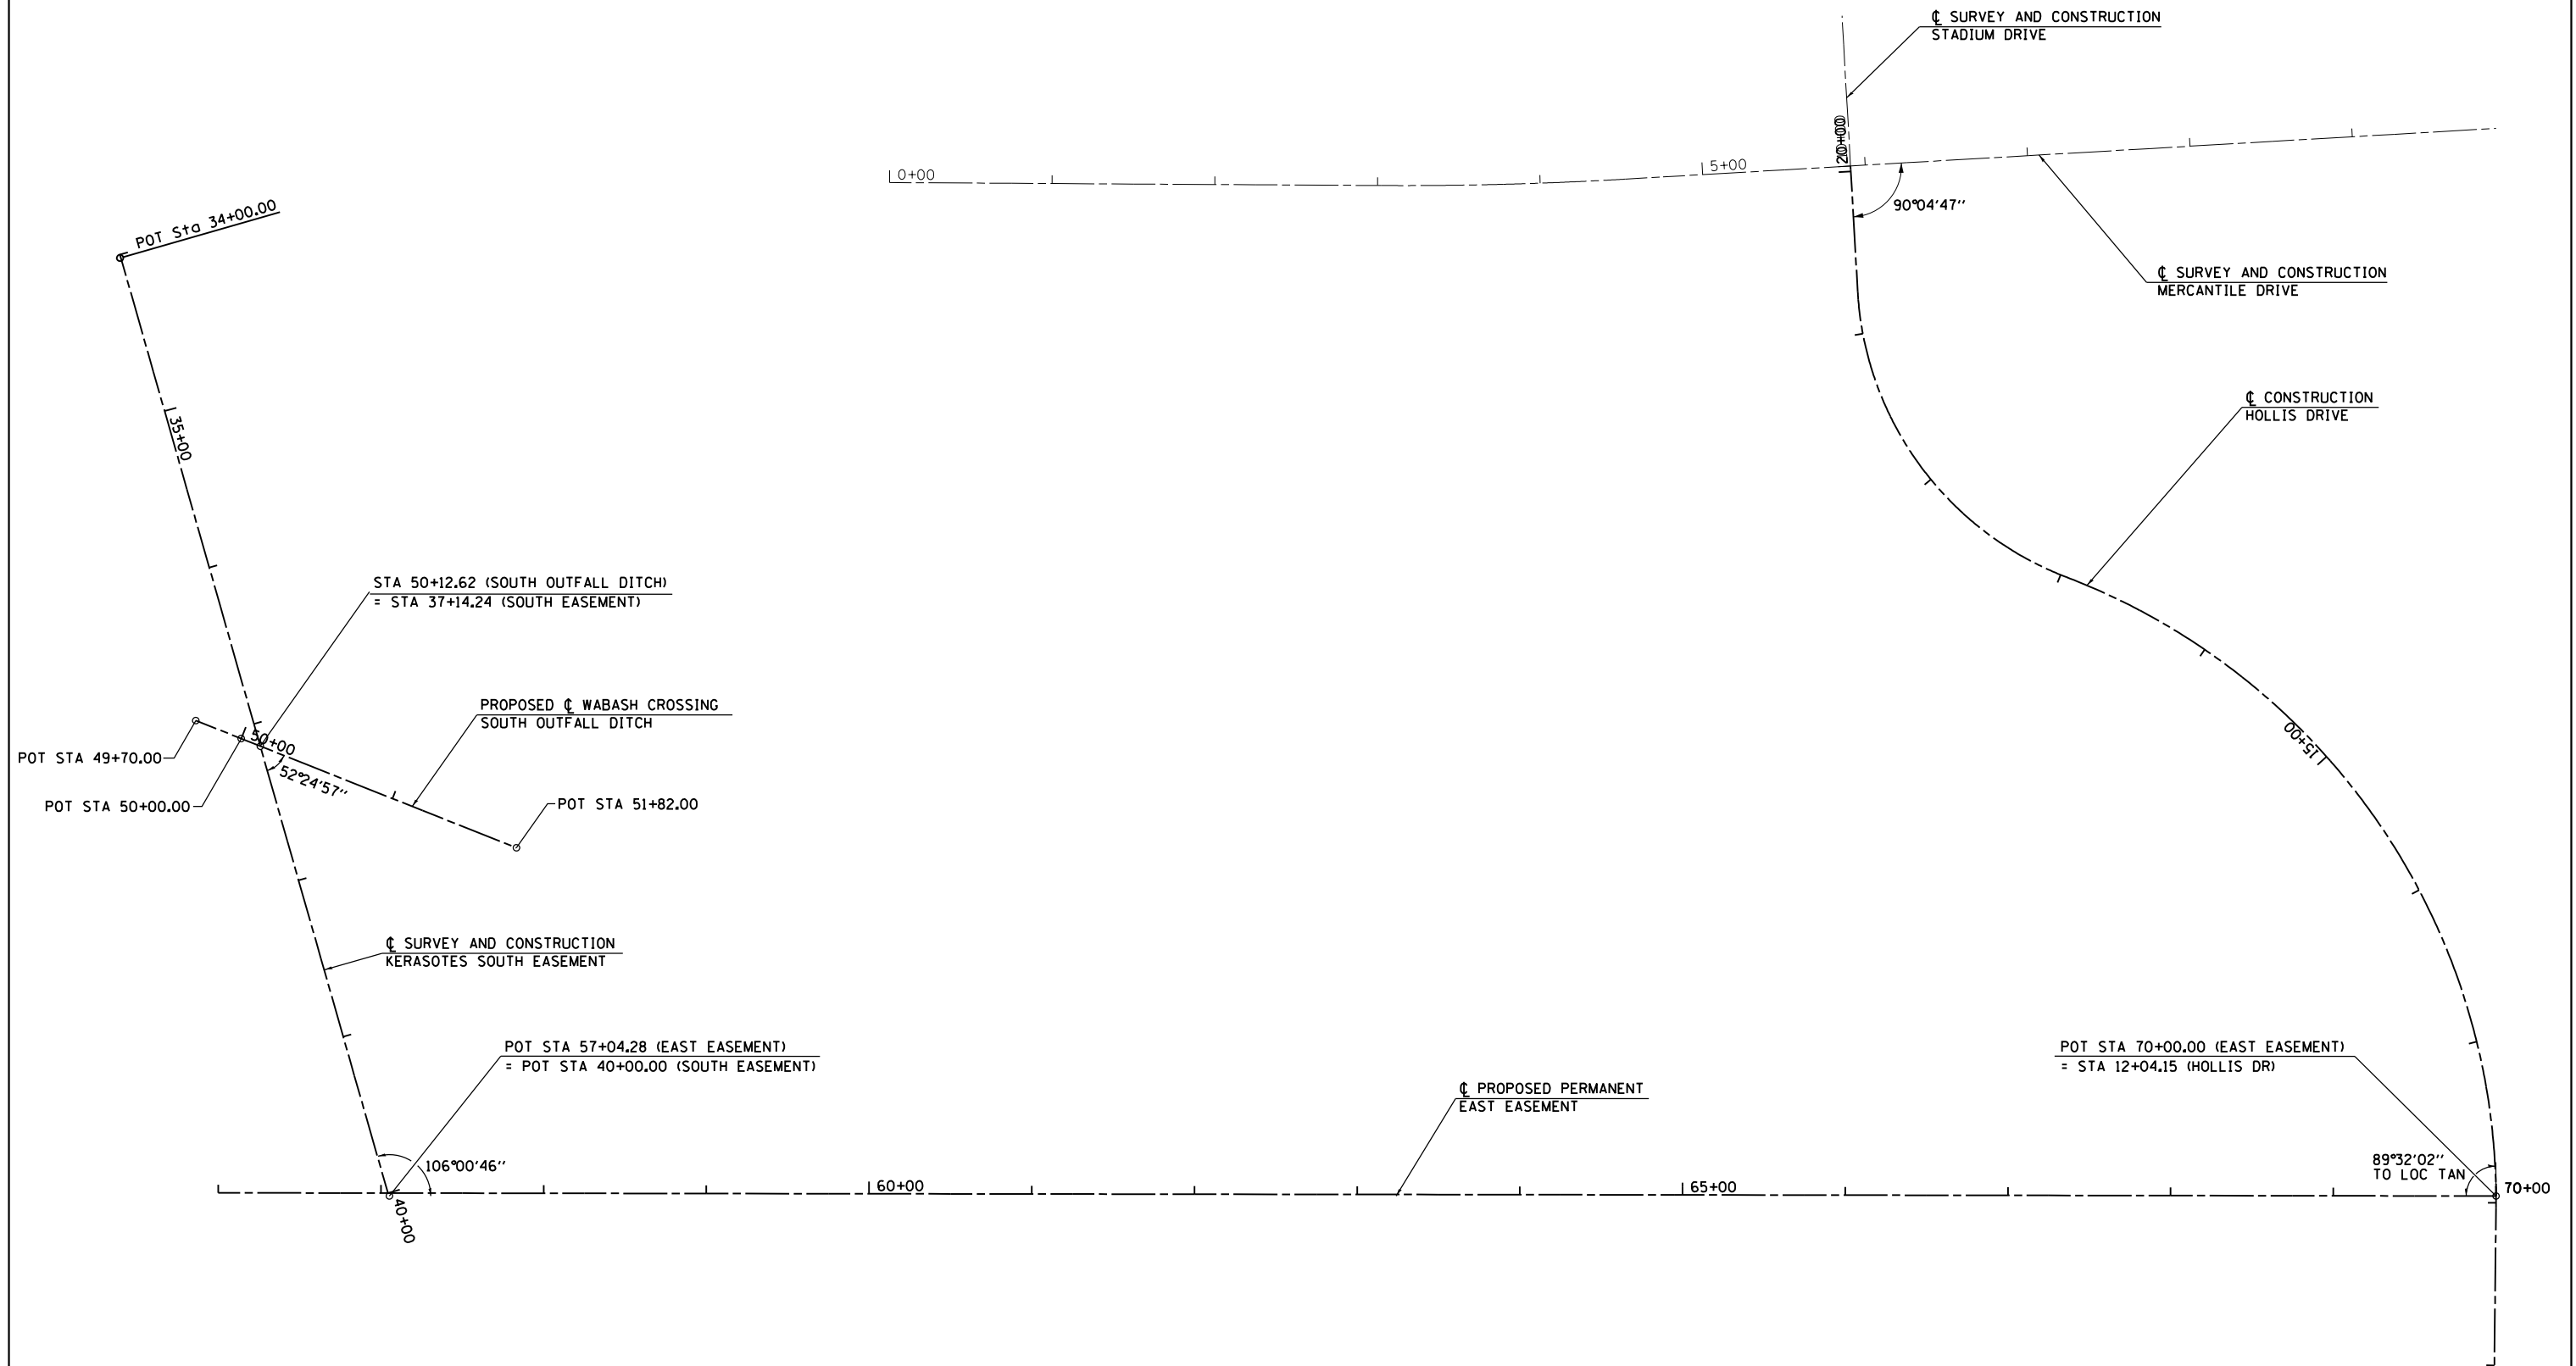 ℄ SURVEY AND CONSTRUCTION
STADIUM DRIVE
20+00
0+00
5+00
90°04'47''
POT Sta 34+00.00
℄ SURVEY AND CONSTRUCTION
MERCANTILE DRIVE
35+00
℄ CONSTRUCTION
HOLLIS DRIVE
STA 50+12.62 (SOUTH OUTFALL DITCH)
= STA 37+14.24 (SOUTH EASEMENT)
PROPOSED ℄ WABASH CROSSING
SOUTH OUTFALL DITCH
50+00
POT STA 49+70.00
52°24'57''
POT STA 50+00.00
POT STA 51+82.00
15+00
℄ SURVEY AND CONSTRUCTION
KERASOTES SOUTH EASEMENT
POT STA 57+04.28 (EAST EASEMENT)
= POT STA 40+00.00 (SOUTH EASEMENT)
POT STA 70+00.00 (EAST EASEMENT)
= STA 12+04.15 (HOLLIS DR)
℄ PROPOSED PERMANENT
EAST EASEMENT
106°00'46''
89°32'02''
TO LOC TAN
60+00
65+00
70+00
40+00